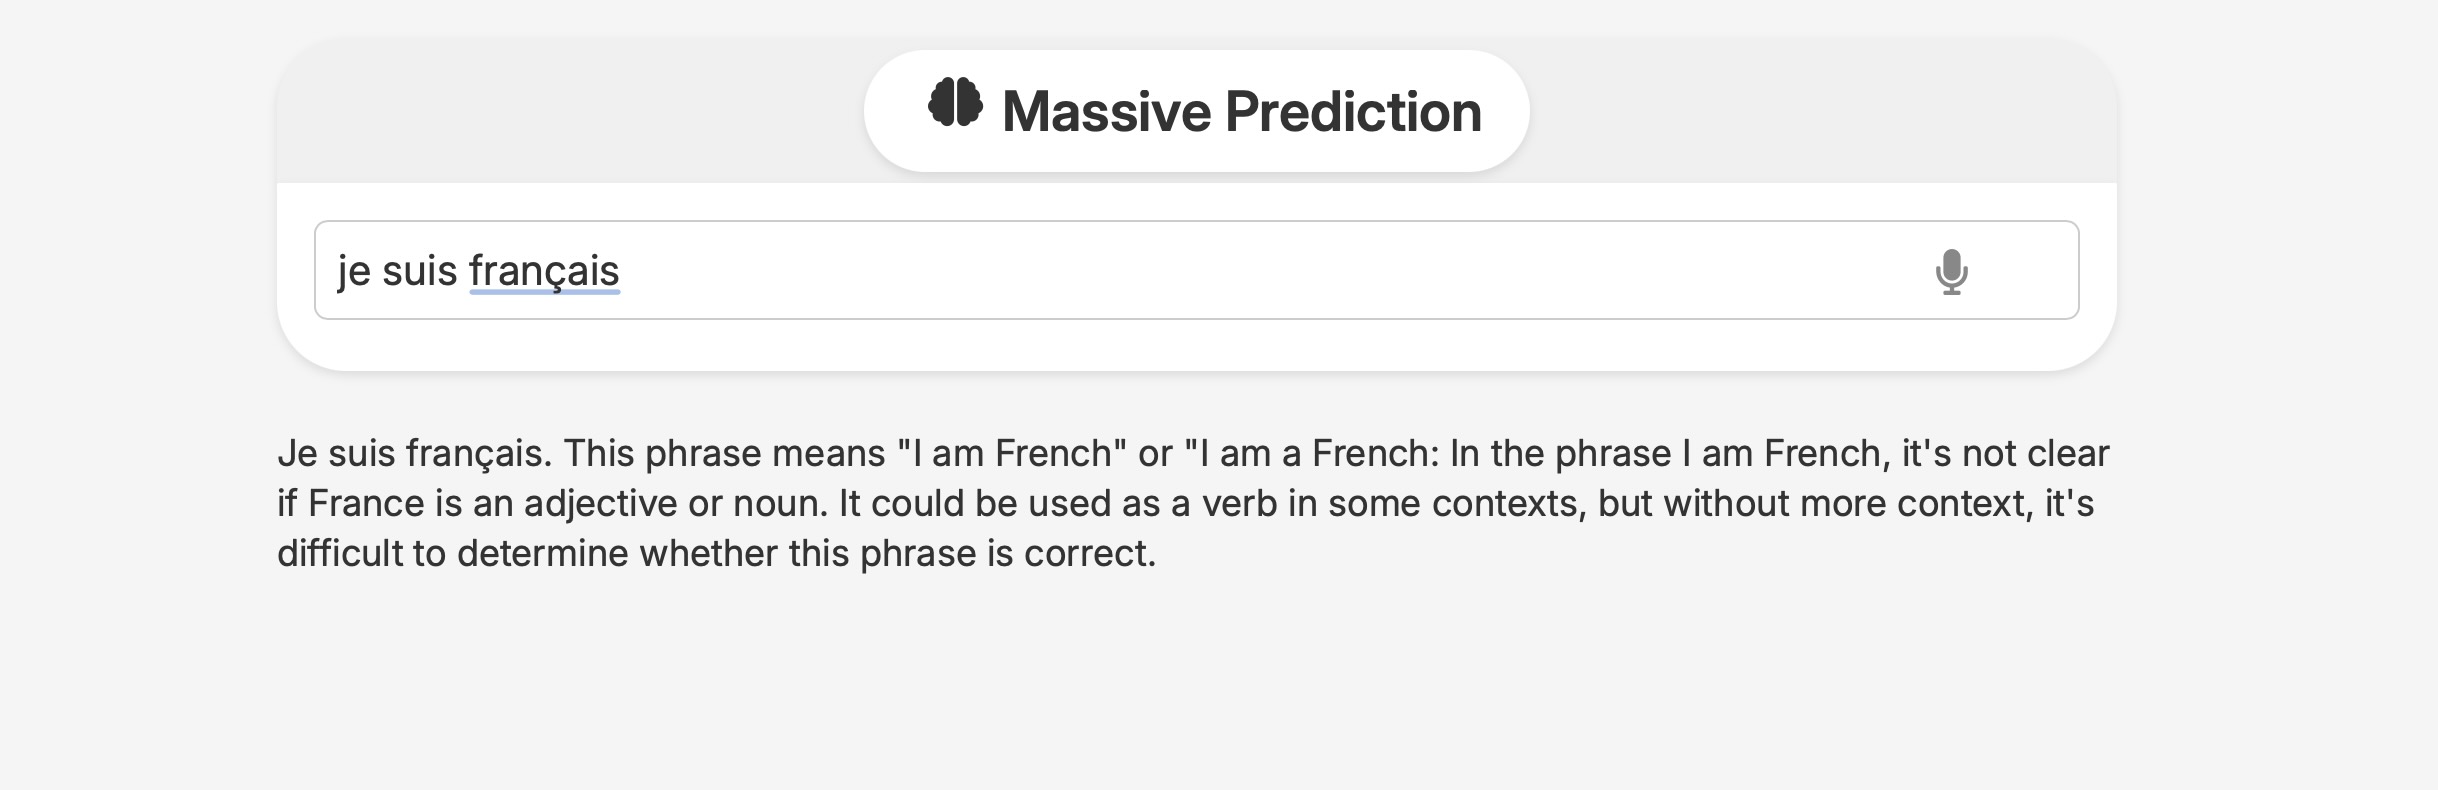 Massive Prediction
je suis français
Je suis français. This phrase means "I am French" or "I am a French: In the phrase I am French, it's not clear
if France is an adjective or noun. It could be used as a verb in some contexts, but without more context, it's
difficult to determine whether this phrase is correct.